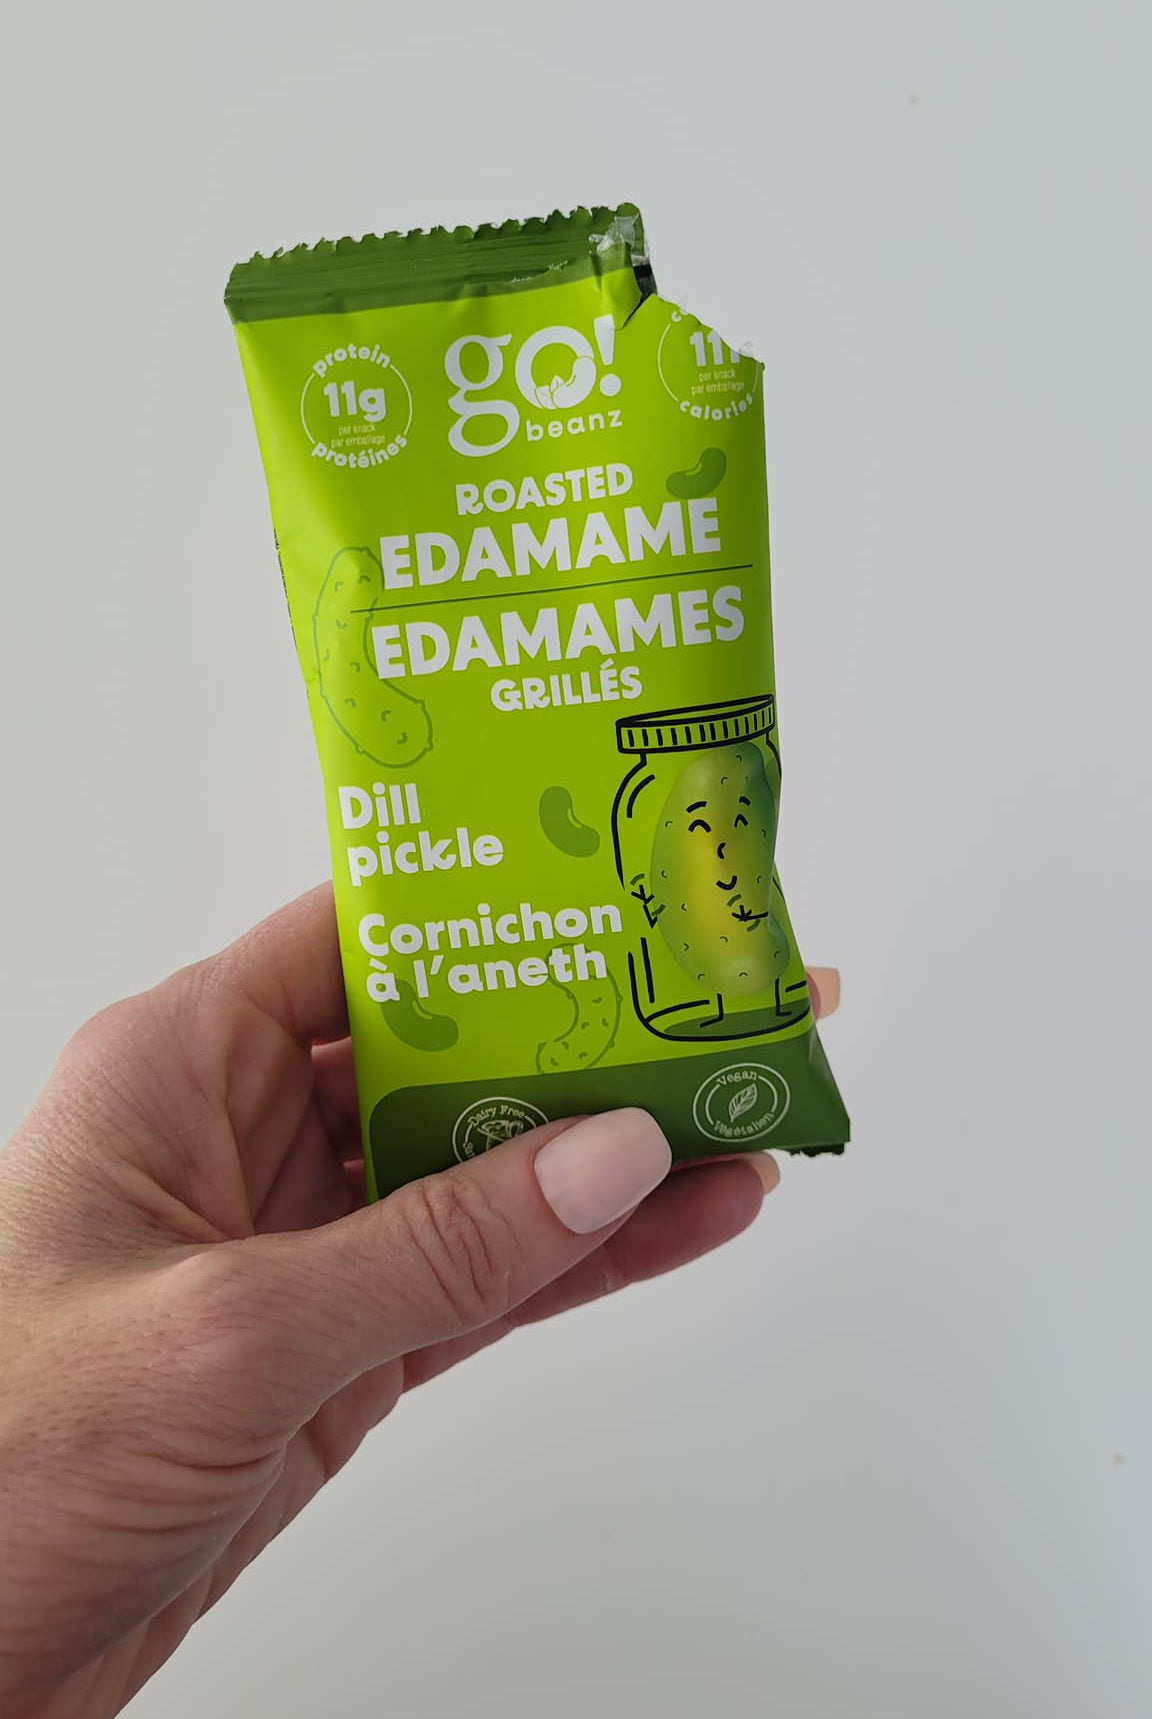 protein
11g
per snack
par emballage
protéines
go!
beanz
per snack
par emballage
calories
ROASTED
EDAMAME
EDAMAMES
GRILLÉS
Dill
pickle
Cornichon
à l'aneth
Dairy Free
Vegan
Végétalien